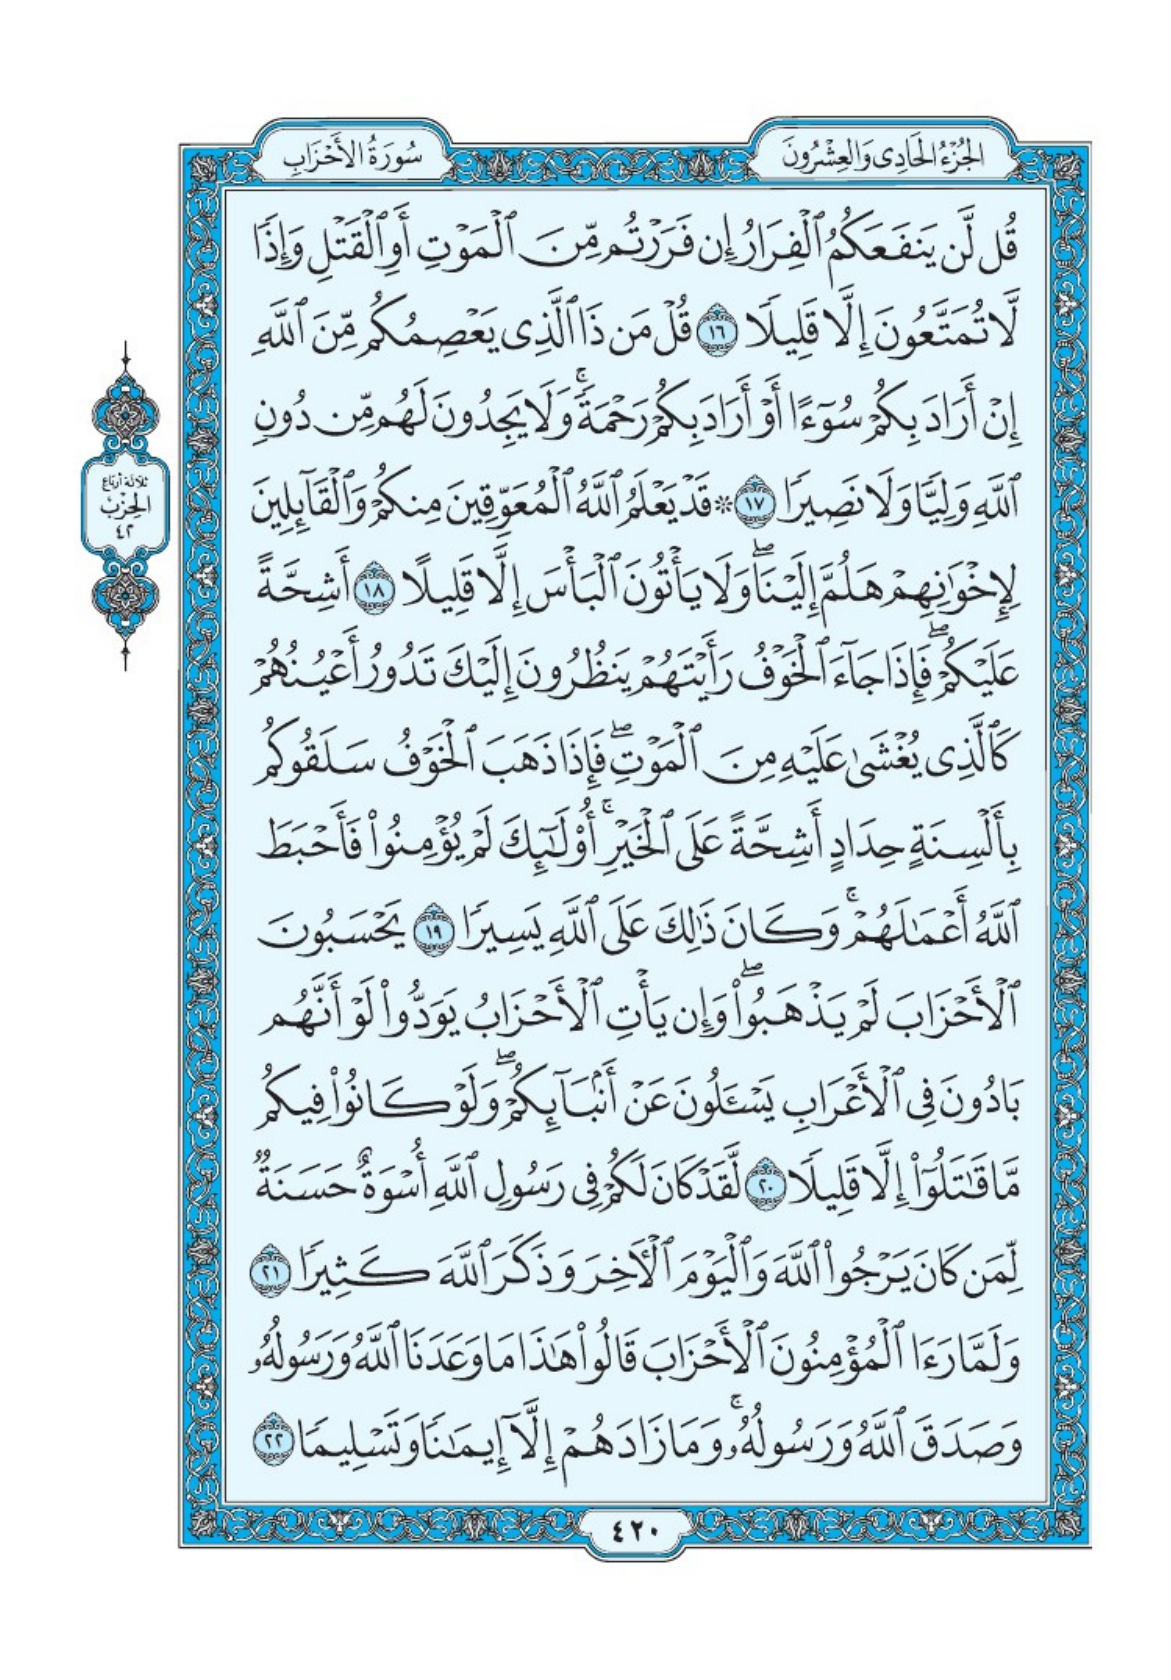 الجُزْءُ الحَادِى وَالعِشْرُونَ
سُورَةُ الأَحْزَابِ
قُل لَّن يَنفَعَكُمُ ٱلْفِرَارُ إِن فَرَرْتُم مِّنَ ٱلْمَوْتِ أَوِ ٱلْقَتْلِ وَإِذًا
لَّا تُمَتَّعُونَ إِلَّا قَلِيلًا ١٦ قُلْ مَن ذَا ٱلَّذِى يَعْصِمُكُم مِّنَ ٱللَّهِ
إِنْ أَرَادَ بِكُمْ سُوٓءًا أَوْ أَرَادَ بِكُمْ رَحْمَةً ۚ وَلَا يَجِدُونَ لَهُم مِّن دُونِ
ٱللَّهِ وَلِيًّا وَلَا نَصِيرًا ١٧ * قَدْ يَعْلَمُ ٱللَّهُ ٱلْمُعَوِّقِينَ مِنكُمْ وَٱلْقَآئِلِينَ
لِإِخْوَٰنِهِمْ هَلُمَّ إِلَيْنَا ۖ وَلَا يَأْتُونَ ٱلْبَأْسَ إِلَّا قَلِيلًا ١٨ أَشِحَّةً
عَلَيْكُمْ ۖ فَإِذَا جَآءَ ٱلْخَوْفُ رَأَيْتَهُمْ يَنظُرُونَ إِلَيْكَ تَدُورُ أَعْيُنُهُمْ
كَٱلَّذِى يُغْشَىٰ عَلَيْهِ مِنَ ٱلْمَوْتِ ۖ فَإِذَا ذَهَبَ ٱلْخَوْفُ سَلَقُوكُم
بِأَلْسِنَةٍ حِدَادٍ أَشِحَّةً عَلَى ٱلْخَيْرِ ۚ أُو۟لَٰٓئِكَ لَمْ يُؤْمِنُوا۟ فَأَحْبَطَ
ٱللَّهُ أَعْمَٰلَهُمْ ۚ وَكَانَ ذَٰلِكَ عَلَى ٱللَّهِ يَسِيرًا ١٩ يَحْسَبُونَ
ٱلْأَحْزَابَ لَمْ يَذْهَبُوا۟ ۖ وَإِن يَأْتِ ٱلْأَحْزَابُ يَوَدُّوا۟ لَوْ أَنَّهُم
بَادُونَ فِى ٱلْأَعْرَابِ يَسْـَٔلُونَ عَنْ أَنۢبَآئِكُمْ ۖ وَلَوْ كَانُوا۟ فِيكُم
مَّا قَٰتَلُوٓا۟ إِلَّا قَلِيلًا ٢٠ لَّقَدْ كَانَ لَكُمْ فِى رَسُولِ ٱللَّهِ أُسْوَةٌ حَسَنَةٌ
لِّمَن كَانَ يَرْجُوا۟ ٱللَّهَ وَٱلْيَوْمَ ٱلْءَاخِرَ وَذَكَرَ ٱللَّهَ كَثِيرًا ٢١
وَلَمَّا رَءَا ٱلْمُؤْمِنُونَ ٱلْأَحْزَابَ قَالُوا۟ هَٰذَا مَا وَعَدَنَا ٱللَّهُ وَرَسُولُهُۥ
وَصَدَقَ ٱللَّهُ وَرَسُولُهُۥ ۚ وَمَا زَادَهُمْ إِلَّآ إِيمَٰنًا وَتَسْلِيمًا ٢٢
ثلاثة أرباع
الحِزْبُ
٤٢
٤٢٠